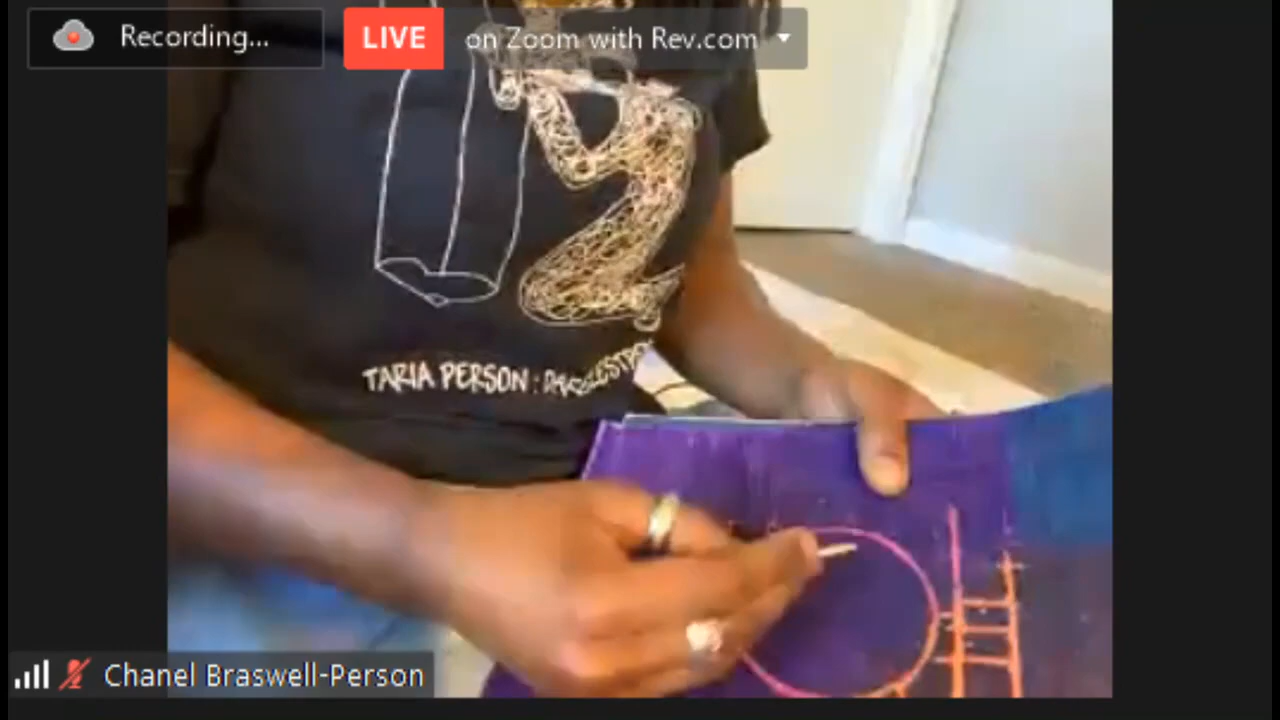 Recording...
LIVE on Zoom with Rev.com
TARIA PERSON:
Chanel Braswell-Person